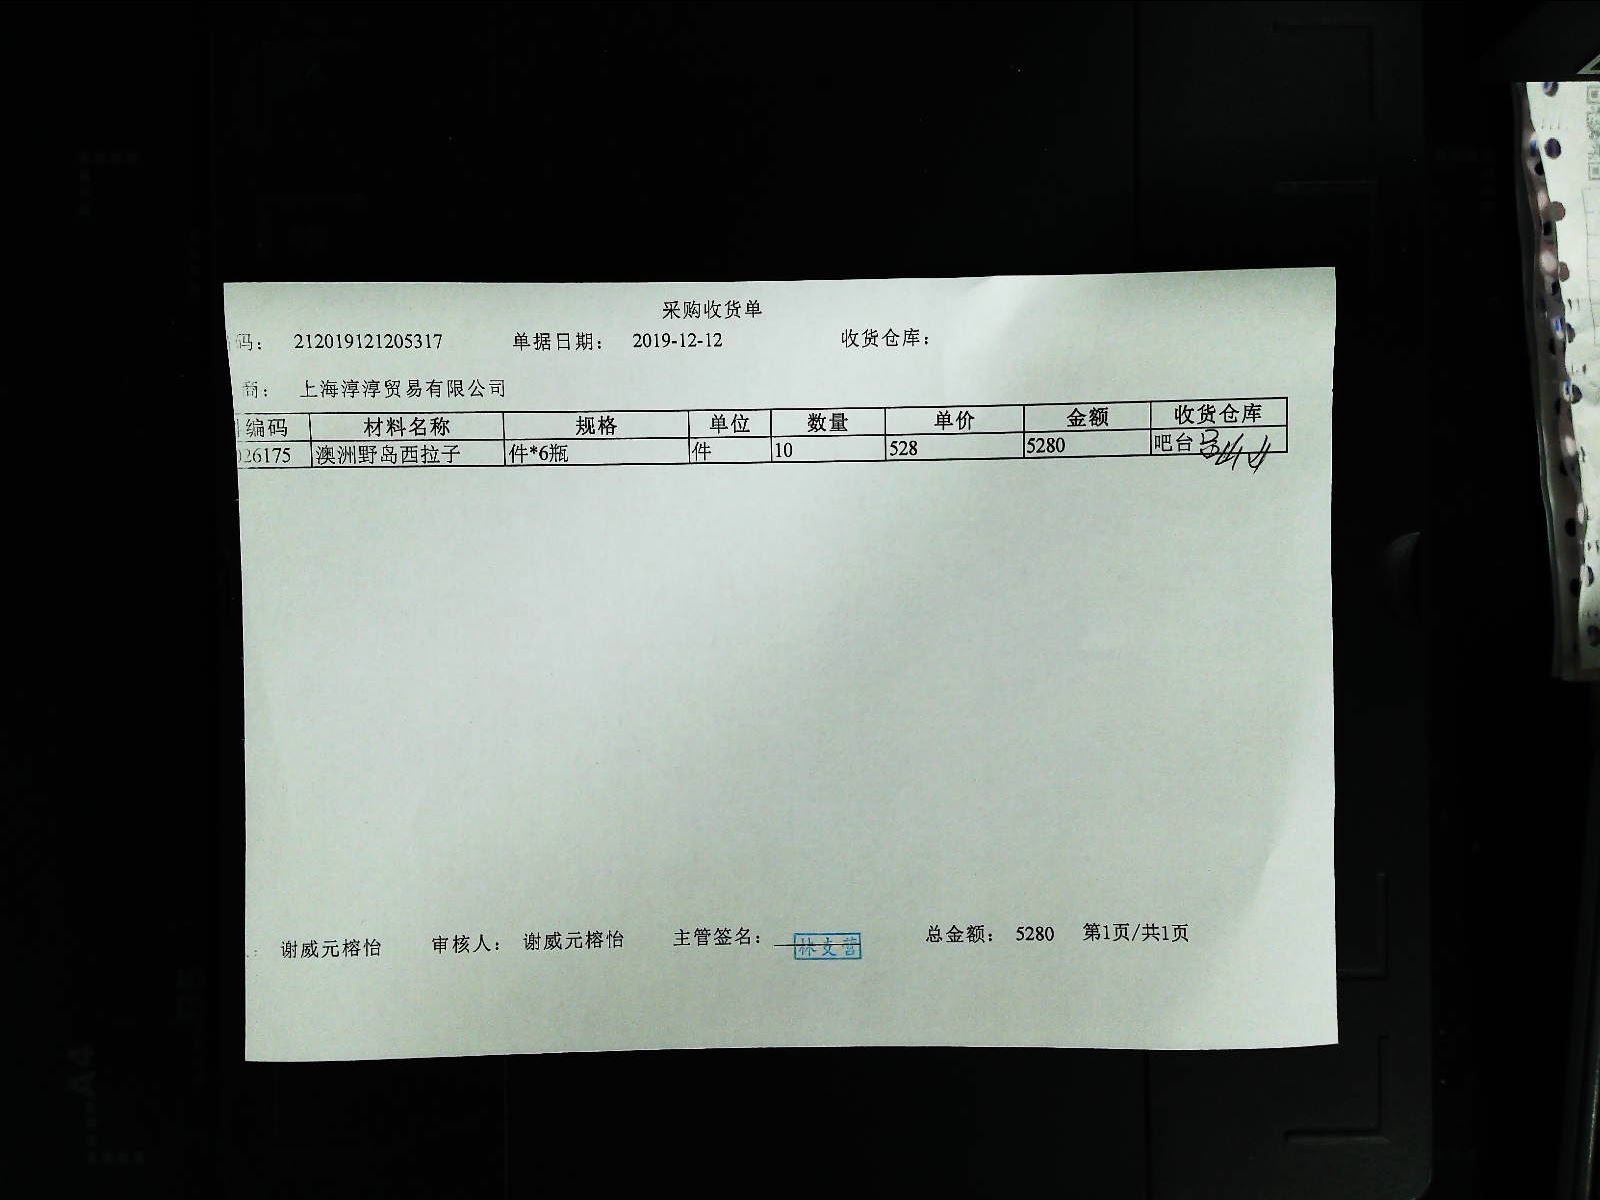 采购收货单
码： 212019121205317 单据日期： 2019-12-12 收货仓库：
商： 上海淳淳贸易有限公司
编码 材料名称 规格 单位 数量 单价 金额 收货仓库
026175 澳洲野岛西拉子 件*6瓶 件 10 528 5280 吧台
谢威元榕怡 审核人： 谢威元榕怡 主管签名： 林文营 总金额： 5280 第1页/共1页
A4